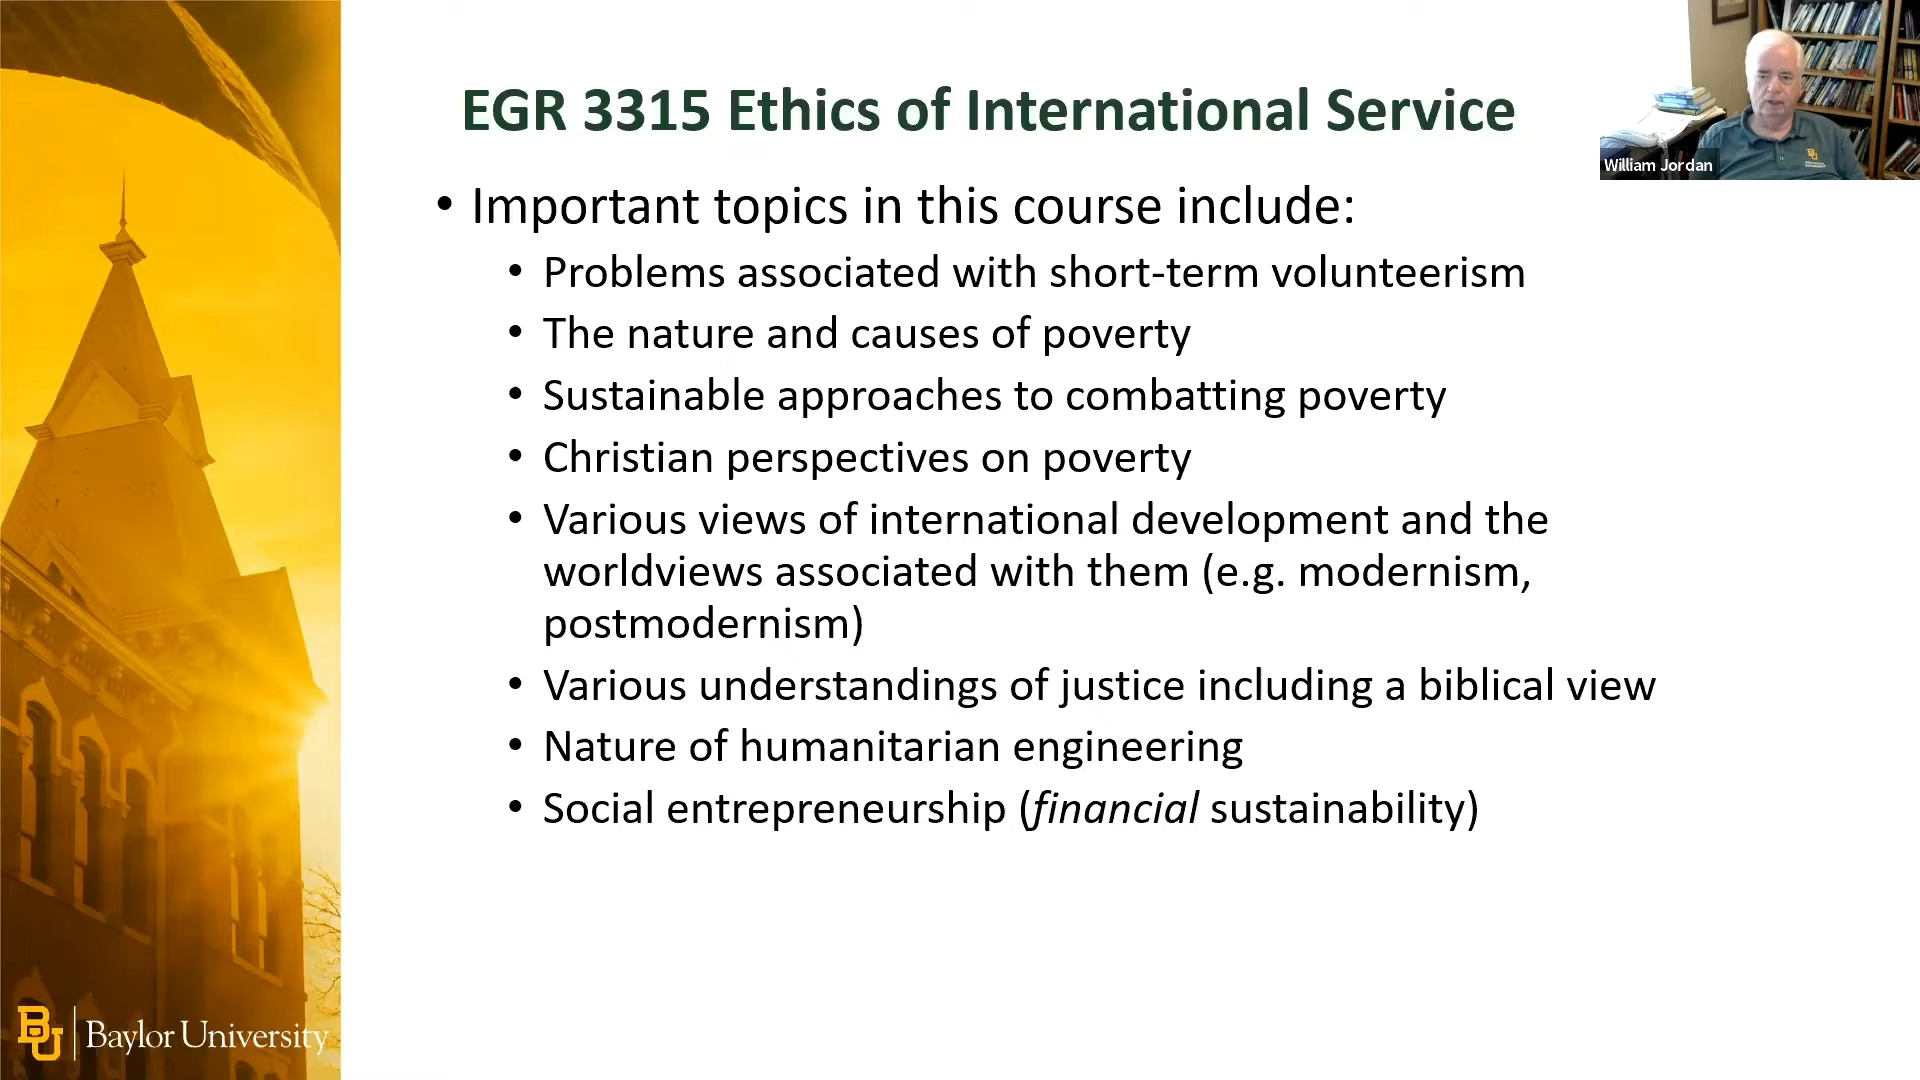 EGR 3315 Ethics of International Service
William Jordan
• Important topics in this course include:
• Problems associated with short-term volunteerism
• The nature and causes of poverty
• Sustainable approaches to combatting poverty
• Christian perspectives on poverty
• Various views of international development and the
worldviews associated with them (e.g. modernism,
postmodernism)
• Various understandings of justice including a biblical view
• Nature of humanitarian engineering
• Social entrepreneurship (financial sustainability)
BU
Baylor University